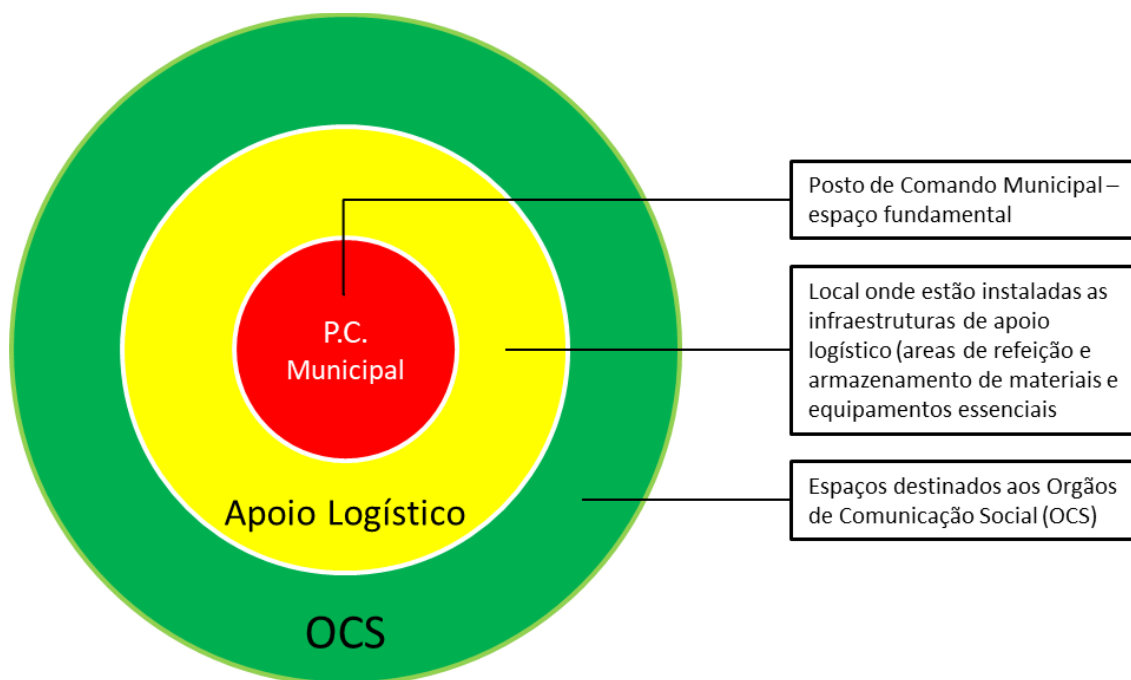 P.C.
Municipal
Apoio Logístico
OCS
Posto de Comando Municipal –
espaço fundamental
Local onde estão instaladas as
infraestruturas de apoio
logístico (areas de refeição e
armazenamento de materiais e
equipamentos essenciais
Espaços destinados aos Orgãos
de Comunicação Social (OCS)